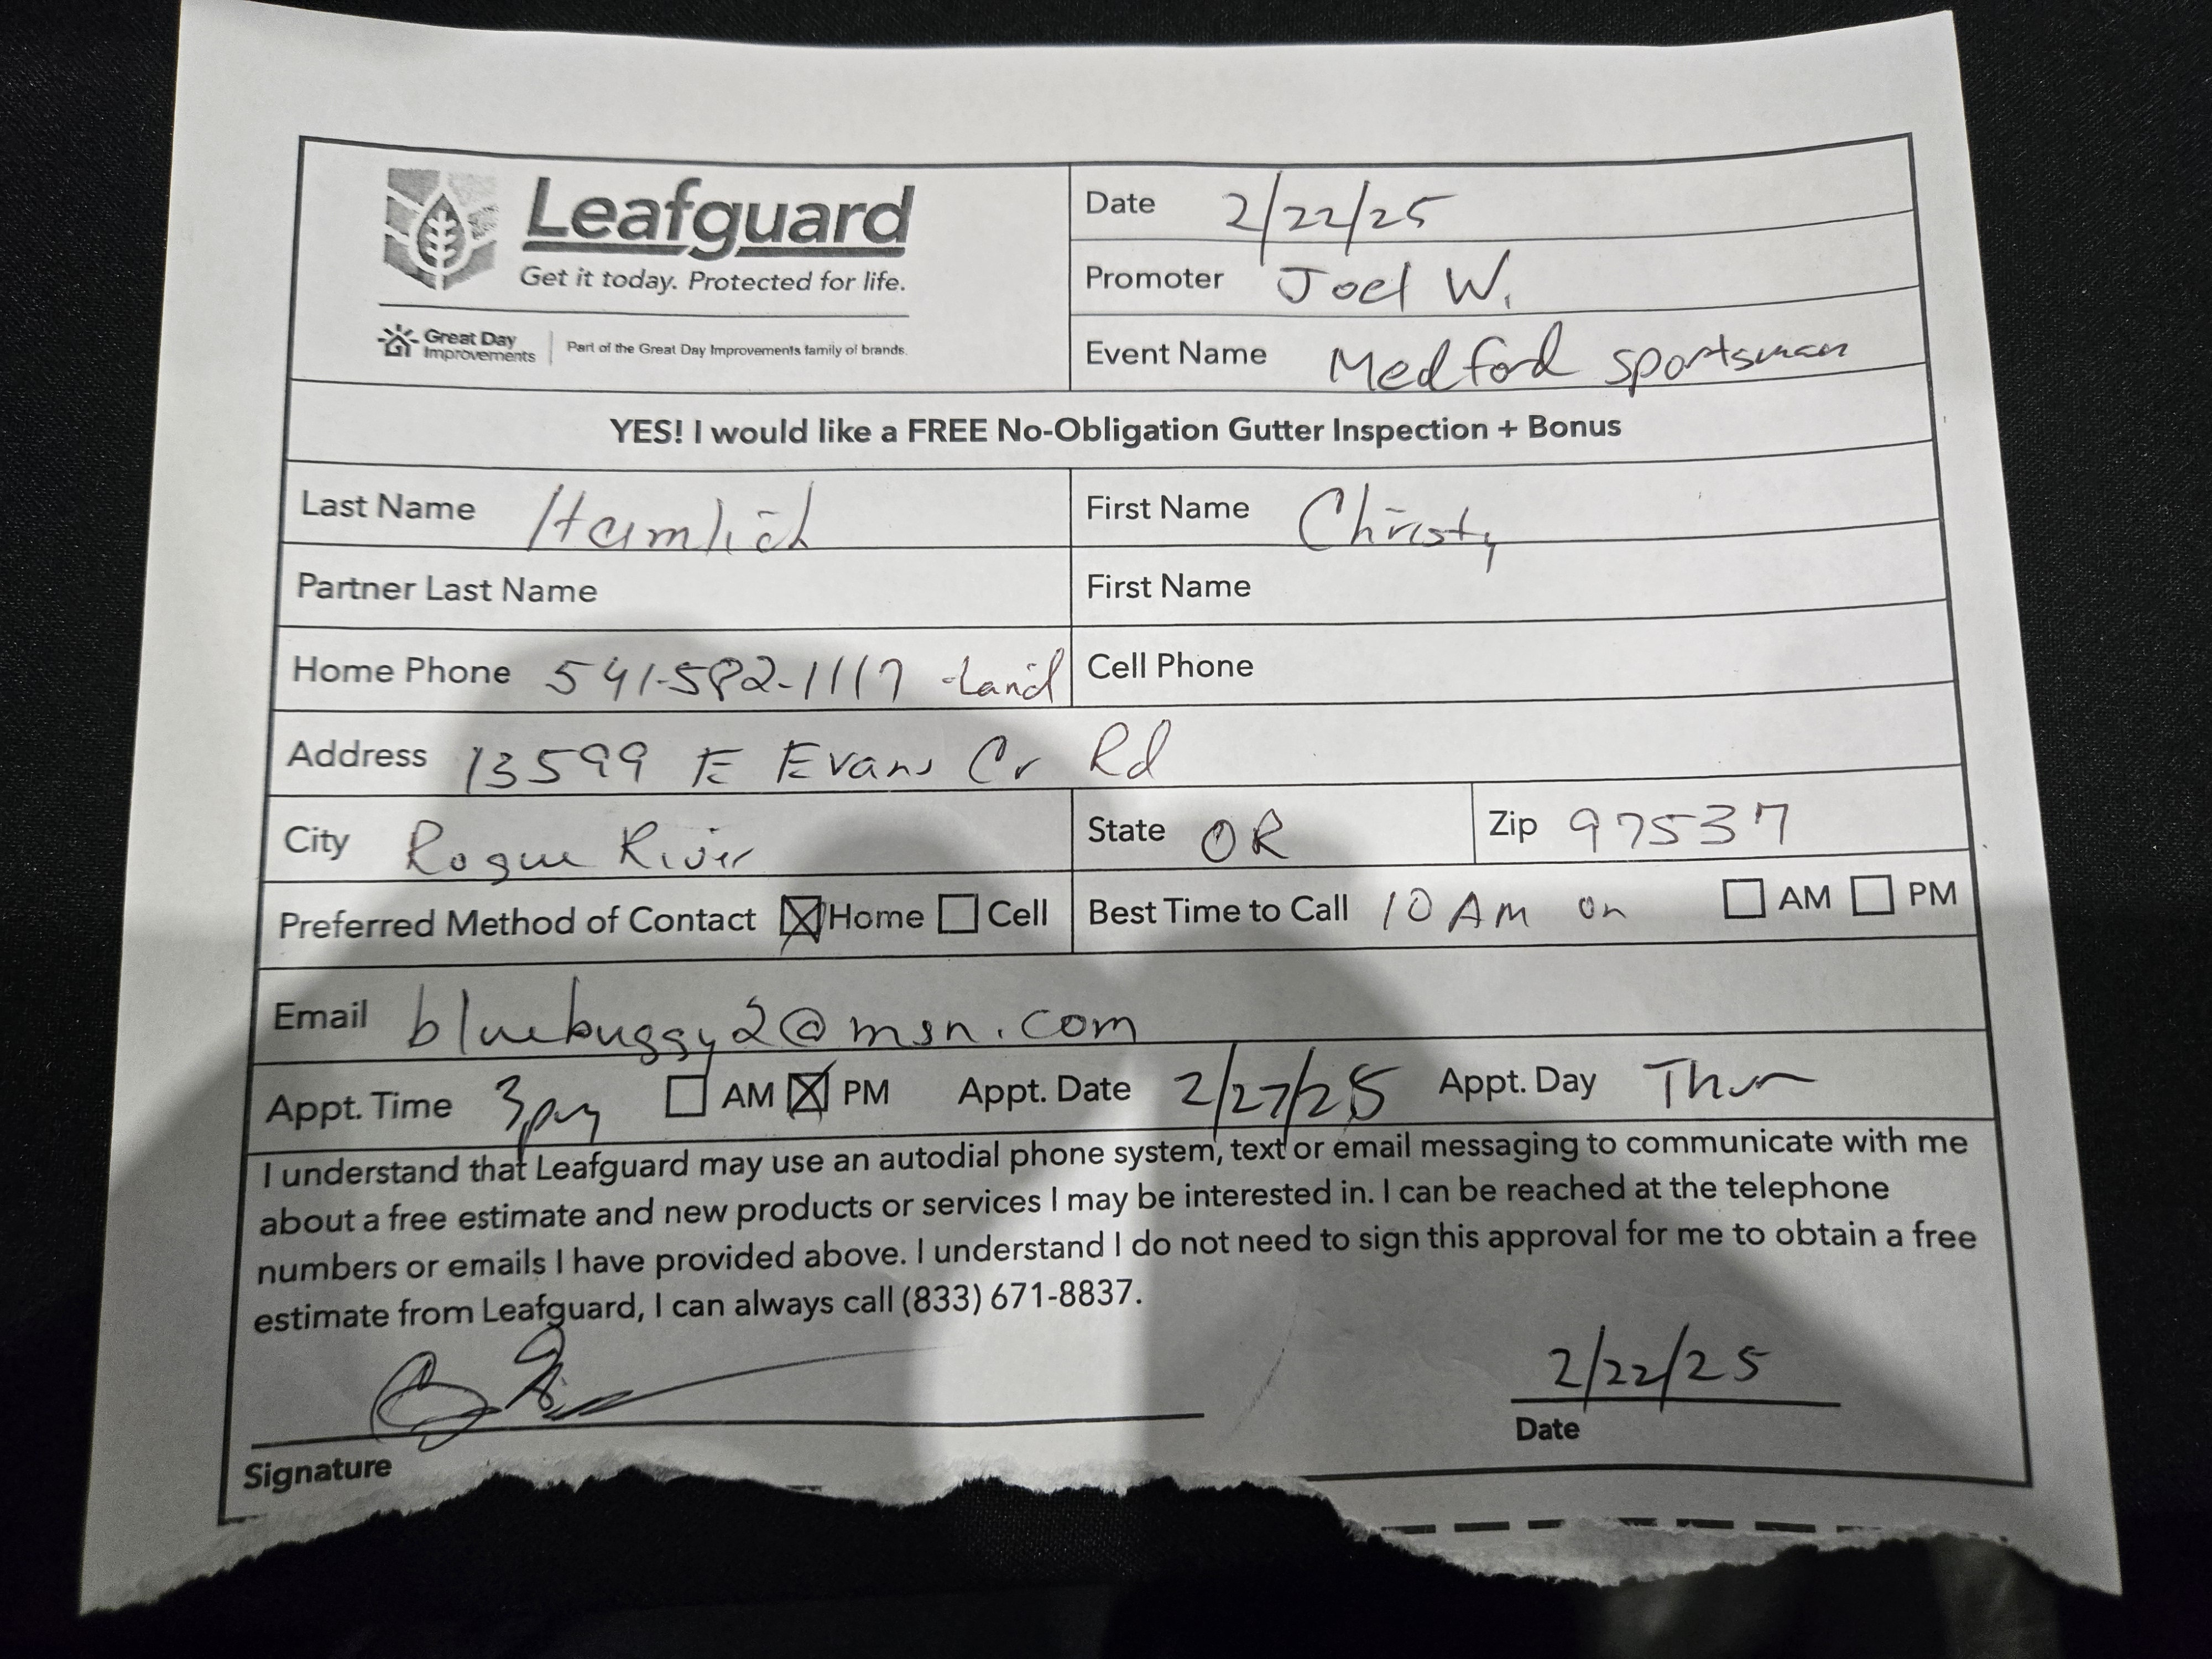 Leafguard
Get it today. Protected for life.
Great Day Improvements | Part of the Great Day Improvements family of brands.
Date 2/22/25
Promoter Joel W.
Event Name Medford Sportsman
YES! I would like a FREE No-Obligation Gutter Inspection + Bonus
Last Name First Name Christy
Partner Last Name First Name
Home Phone 541-582-1117 - Land Cell Phone
Address 13599 E Evans Cr Rd
City Rogue River State OR Zip 97537
Preferred Method of Contact ☒ Home ☐ Cell Best Time to Call 10 AM on ☐ AM ☐ PM
Email bluebuggy2@msn.com
Appt. Time 3pm ☐ AM ☒ PM Appt. Date 2/27/25 Appt. Day Thur
I understand that Leafguard may use an autodial phone system, text or email messaging to communicate with me
about a free estimate and new products or services I may be interested in. I can be reached at the telephone
numbers or emails I have provided above. I understand I do not need to sign this approval for me to obtain a free
estimate from Leafguard, I can always call (833) 671-8837.
2/22/25
Signature Date